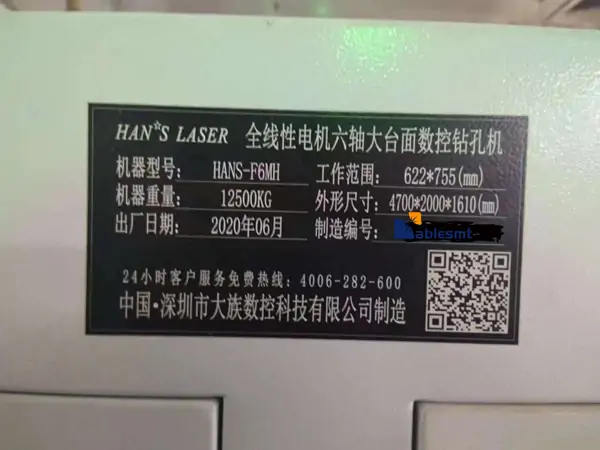 HAN*S LASER 全线性电机六轴大台面数控钻孔机
机器型号: HANS-F6MH 工作范围: 622*755(mm)
机器重量: 12500KG 外形尺寸: 4700*2000*1610(mm)
出厂日期: 2020年06月 制造编号: ablesmt
24小时客户服务免费热线: 4006-282-600
中国·深圳市大族数控科技有限公司制造